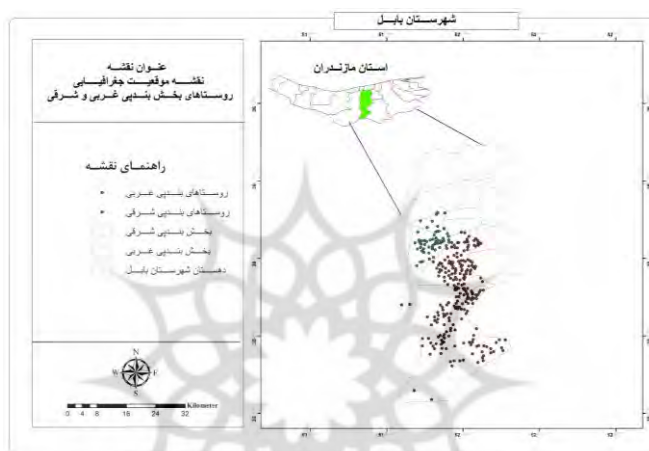 شهرستان بابل
عنوان نقشه
نقشه موقعیت جغرافیایی
روستاهای بخش بندپی غربی و شرقی
راهنمای نقشه
روستاهای بندپی غربی
روستاهای بندپی شرقی
بخش بندپی شرقی
بخش بندپی غربی
دهستان شهرستان بابل
N
W E
S
Kilometer
0 4 8 16 24 32
استان مازندران